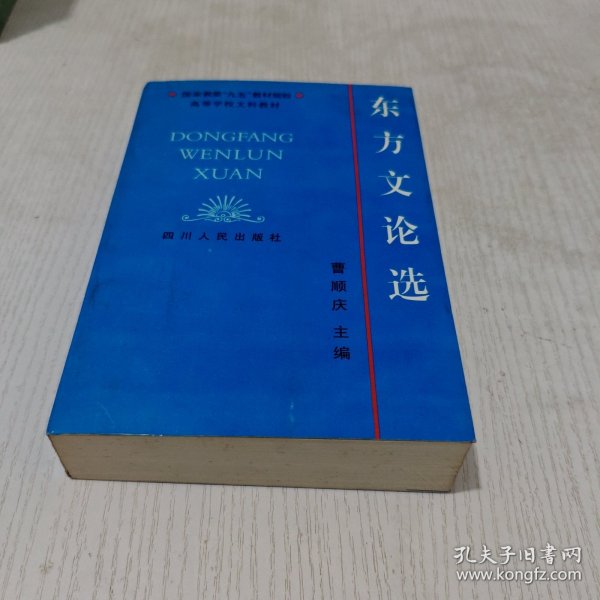 国家教委“九五”教材规划
高等学校文科教材
DONGFANG
WENLUN
XUAN
四川人民出版社
东方文论选
曹顺庆 主编
孔夫子旧书网
www.kongfz.com